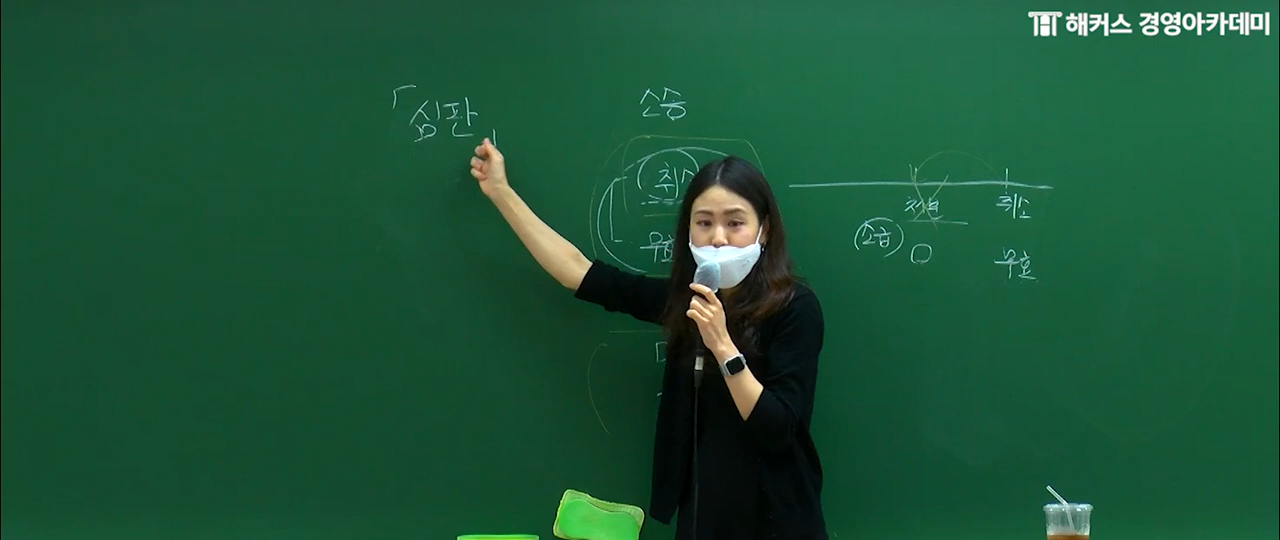 해커스 경영아카데미
「심판」
소송
취소
무효
처분 취소
소급 O 무효